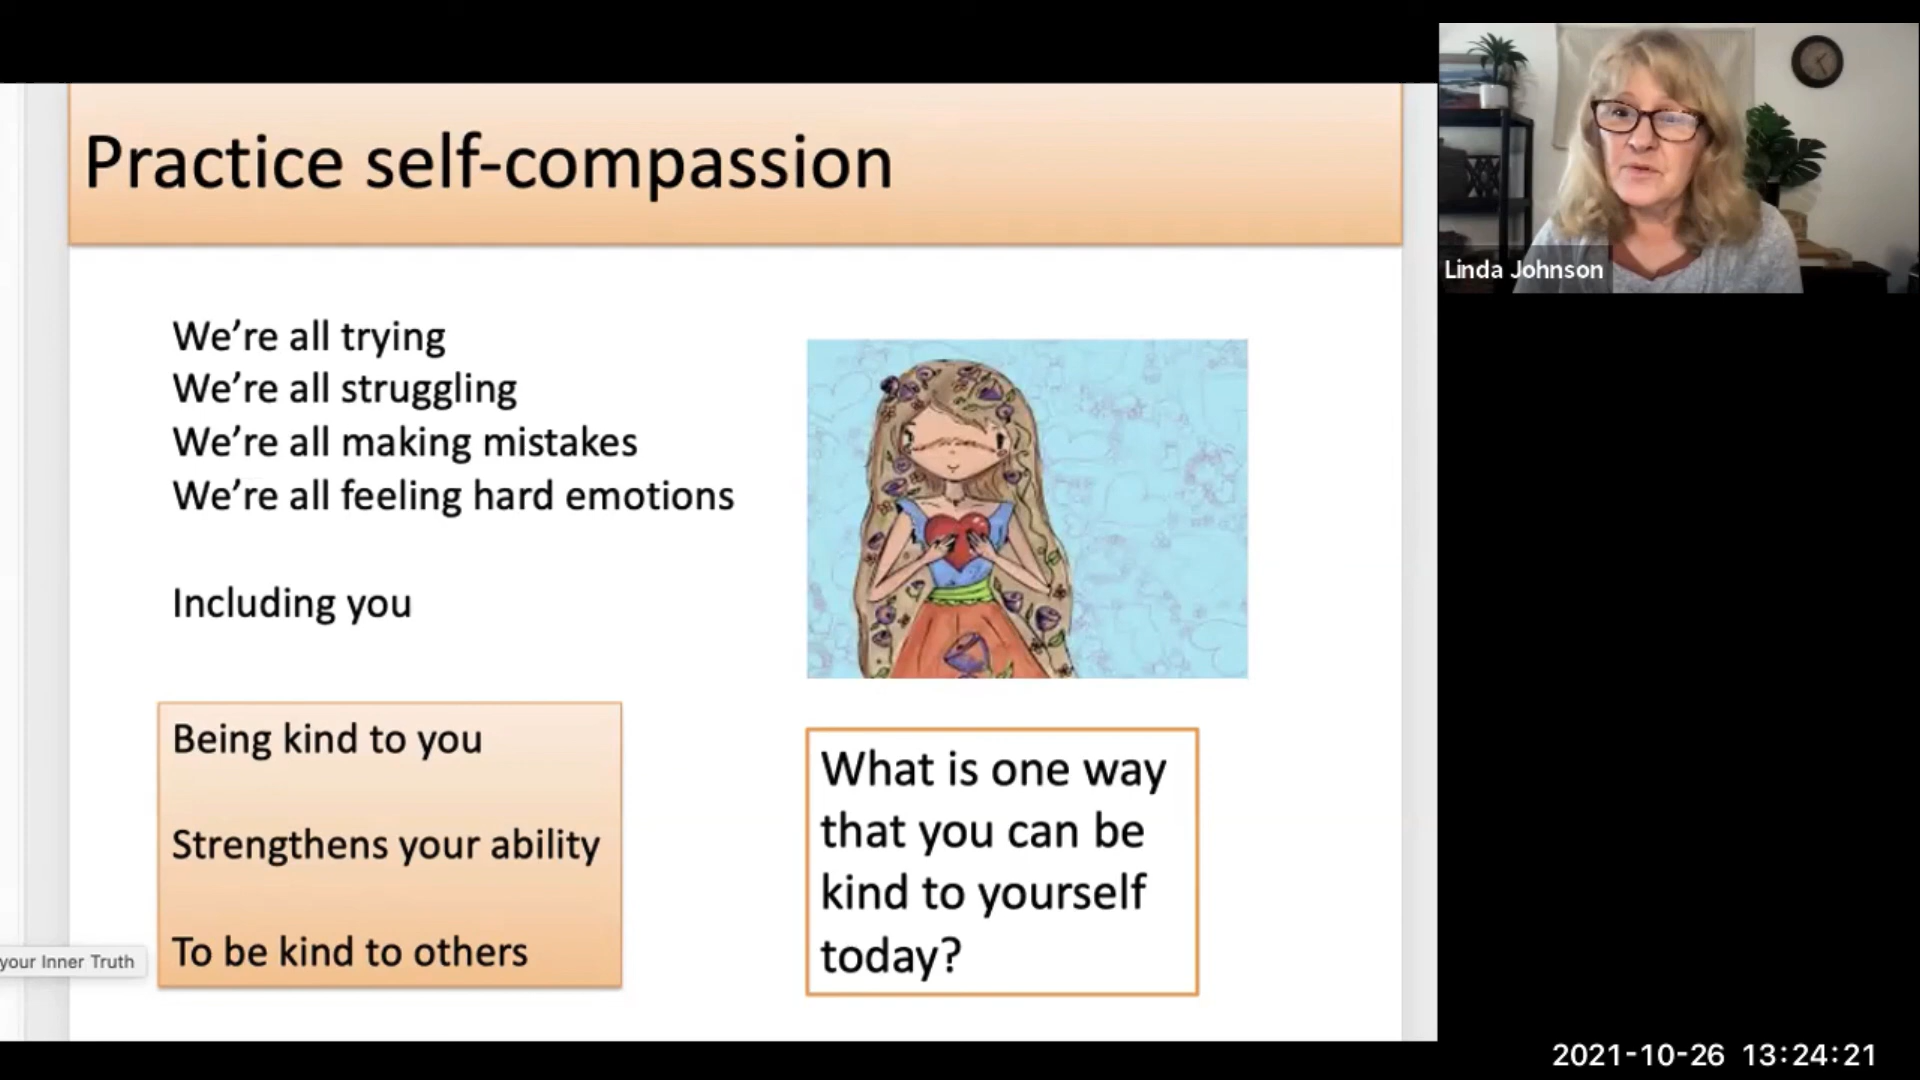 Practice self-compassion
Linda Johnson
We’re all trying
We’re all struggling
We’re all making mistakes
We’re all feeling hard emotions
Including you
Being kind to you
Strengthens your ability
To be kind to others
What is one way
that you can be
kind to yourself
today?
your Inner Truth
2021-10-26 13:24:21